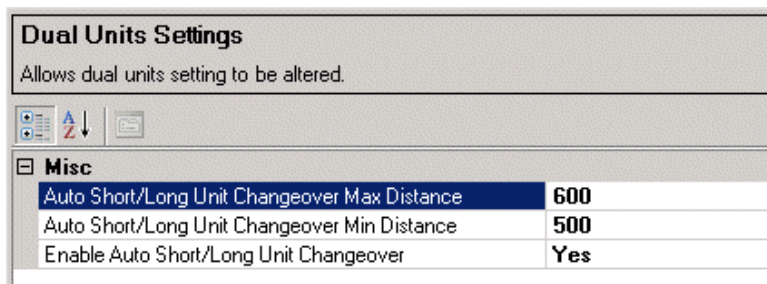 Dual Units Settings
Allows dual units setting to be altered.
A
Z
Misc
Auto Short/Long Unit Changeover Max Distance 600
Auto Short/Long Unit Changeover Min Distance 500
Enable Auto Short/Long Unit Changeover Yes